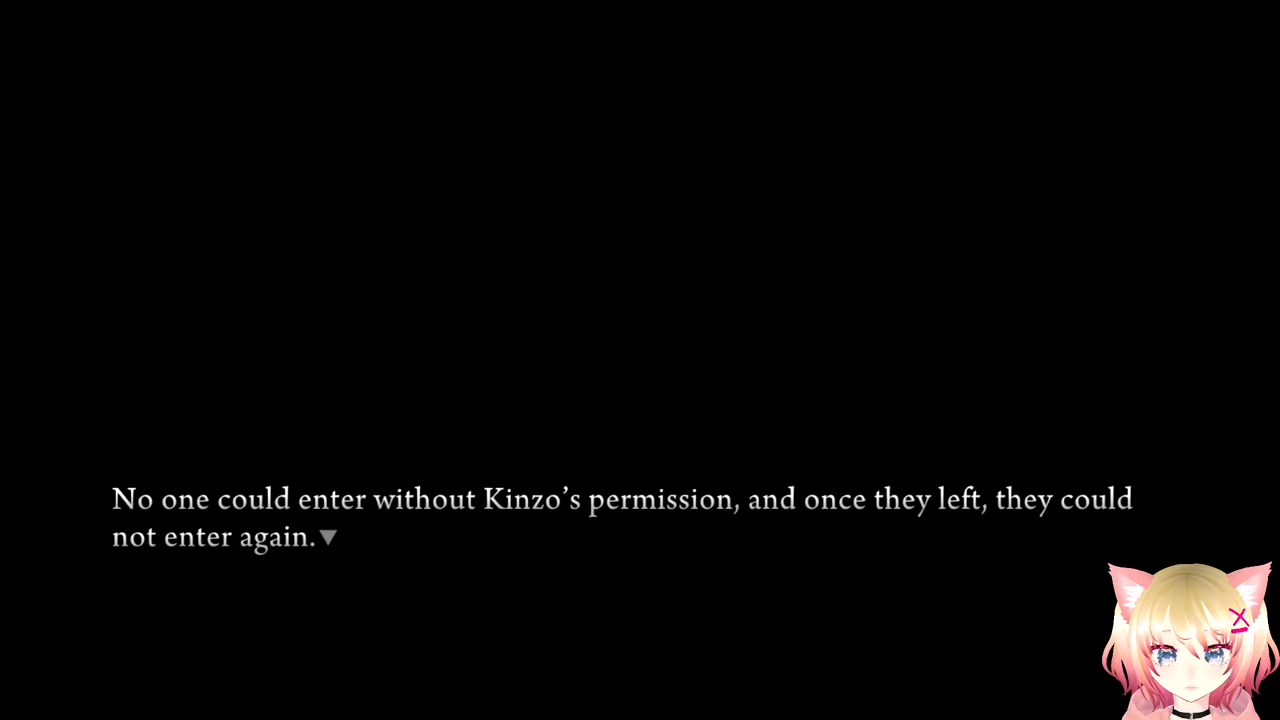 No one could enter without Kinzo’s permission, and once they left, they could
not enter again.